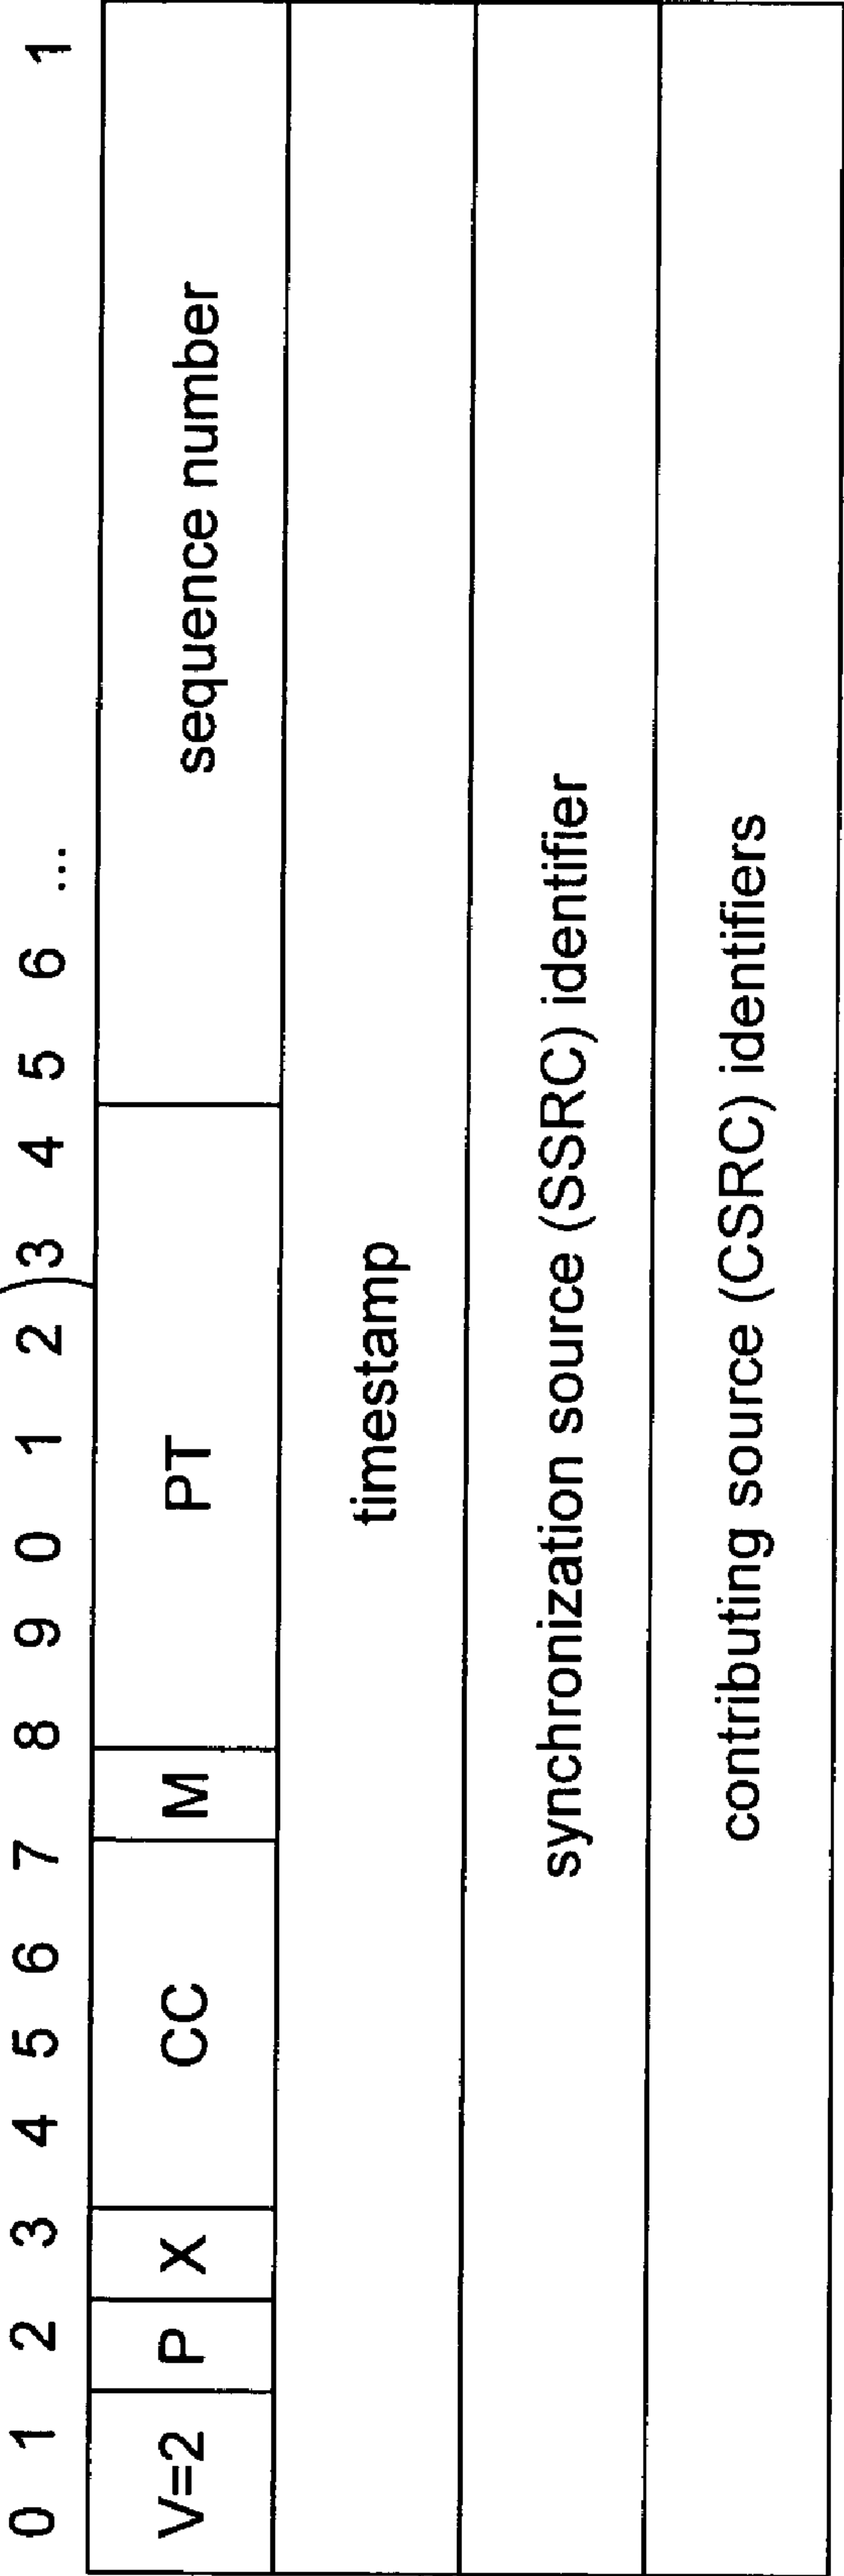 0 1 2 3 4 5 6 7 8 9 0 1 2 3 4 5 6 ... 1
V=2 P X CC M PT sequence number
timestamp
synchronization source (SSRC) identifier
contributing source (CSRC) identifiers